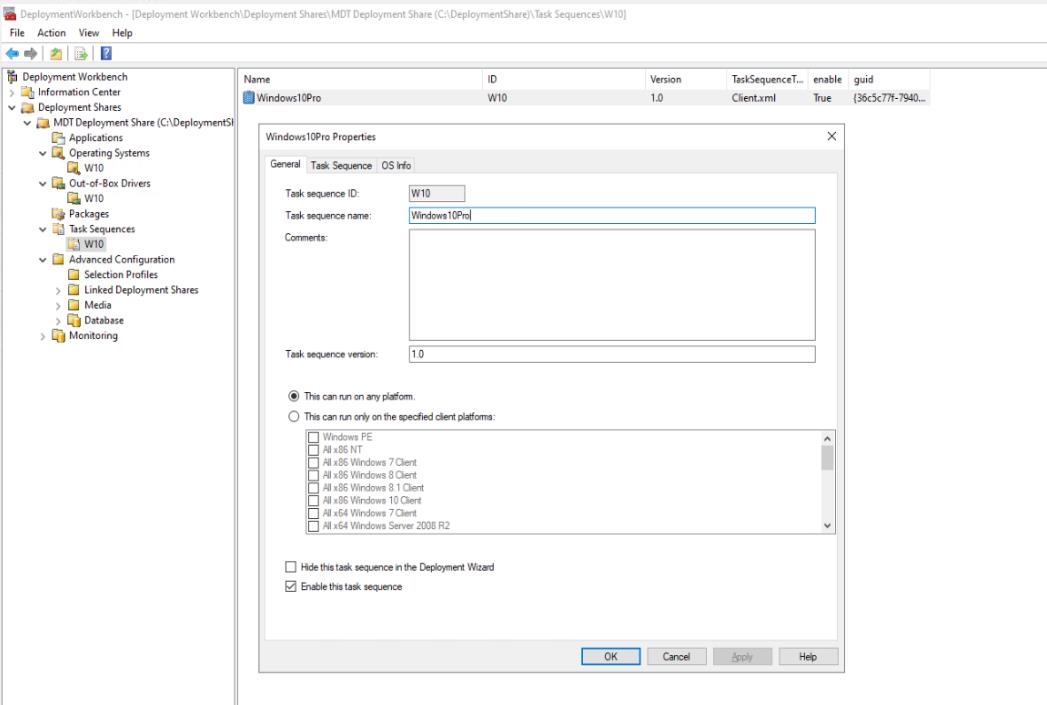 DeploymentWorkbench - [Deployment Workbench\Deployment Shares\MDT Deployment Share (C:\DeploymentShare)\Task Sequences\W10]
File Action View Help
Deployment Workbench
Information Center
Deployment Shares
MDT Deployment Share (C:\DeploymentSl
Applications
Operating Systems
W10
Out-of-Box Drivers
W10
Packages
Task Sequences
W10
Advanced Configuration
Selection Profiles
Linked Deployment Shares
Media
Database
Monitoring
Name ID Version TaskSequenceT... enable guid
Windows10Pro W10 1.0 Client.xml True {36c5c77f-7940...
Windows10Pro Properties
General Task Sequence OS Info
Task sequence ID: W10
Task sequence name: Windows10Pro
Comments:
Task sequence version: 1.0
This can run on any platform.
This can run only on the specified client platforms:
Windows PE
All x86 NT
All x86 Windows 7 Client
All x86 Windows 8 Client
All x86 Windows 8.1 Client
All x86 Windows 10 Client
All x64 Windows 7 Client
All x64 Windows Server 2008 R2
Hide this task sequence in the Deployment Wizard
Enable this task sequence
OK Cancel Apply Help